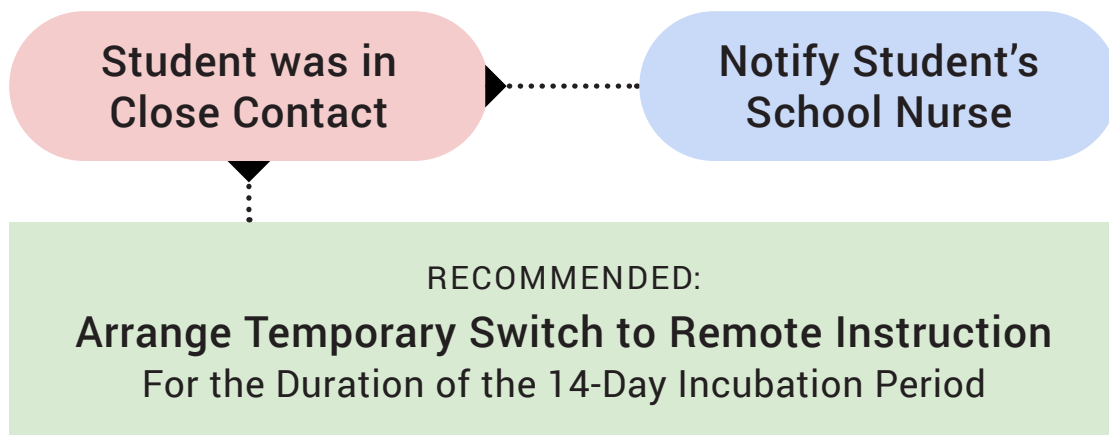 Student was in
Close Contact
Notify Student’s
School Nurse
RECOMMENDED:
Arrange Temporary Switch to Remote Instruction
For the Duration of the 14-Day Incubation Period